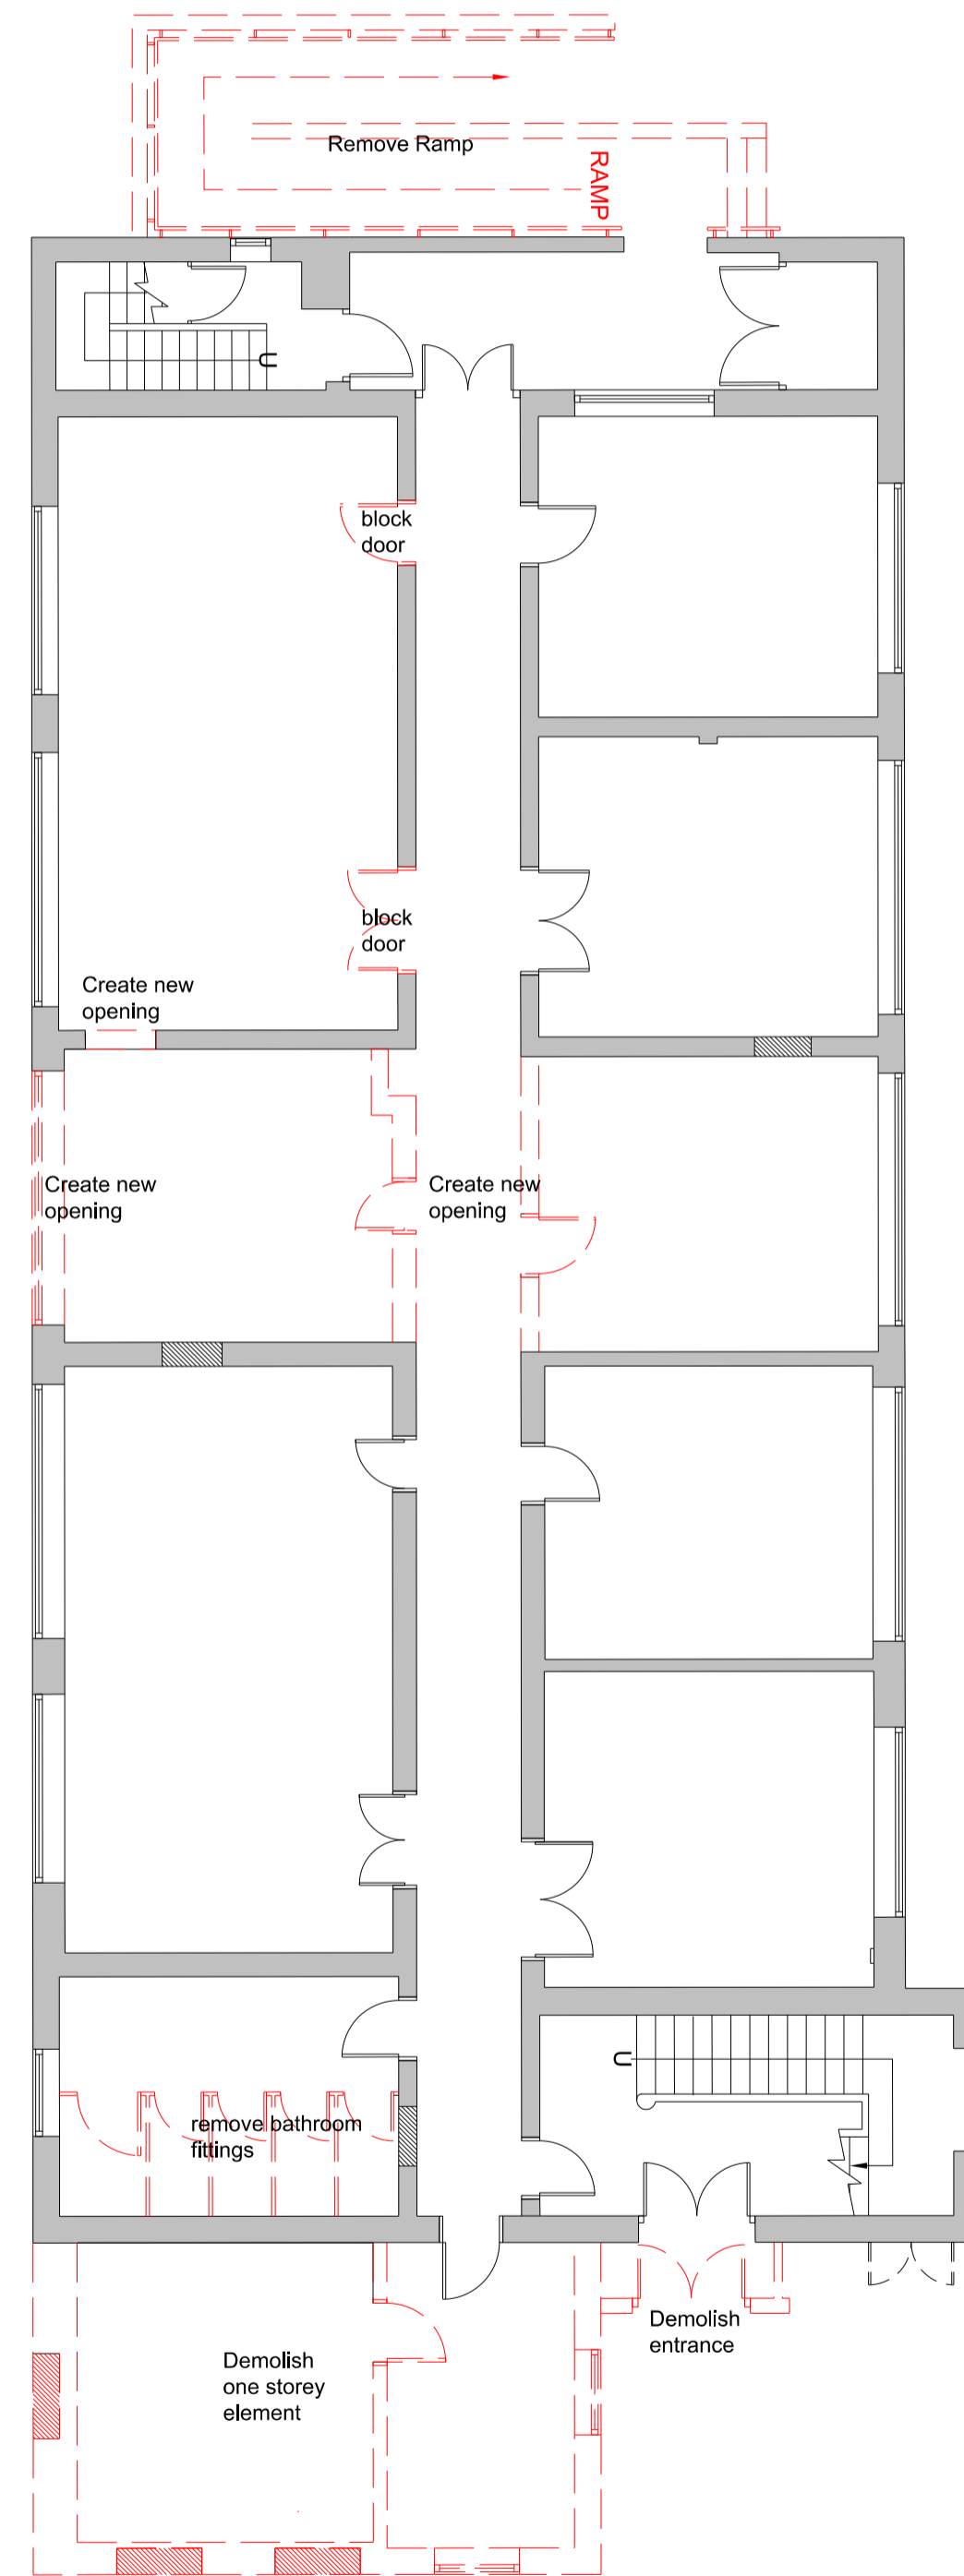 Remove Ramp
RAMP
U
block
door
block
door
Create new
opening
Create new
opening
Create new
opening
U
remove bathroom
fittings
Demolish
entrance
Demolish
one storey
element